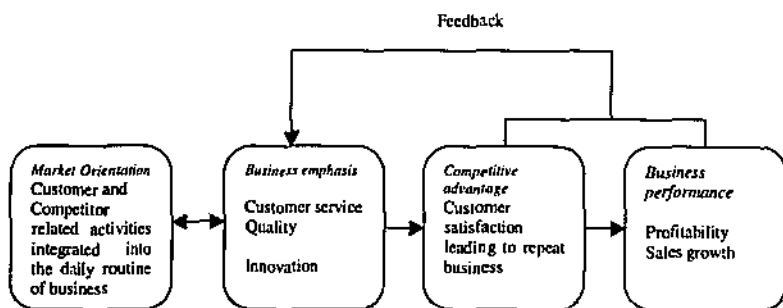 Feedback
Market Orientation
Customer and
Competitor
related activities
integrated into
the daily routine
of business
Business emphasis
Customer service
Quality
Innovation
Competitive
advantage
Customer
satisfaction
leading to repeat
business
Business
performance
Profitability
Sales growth